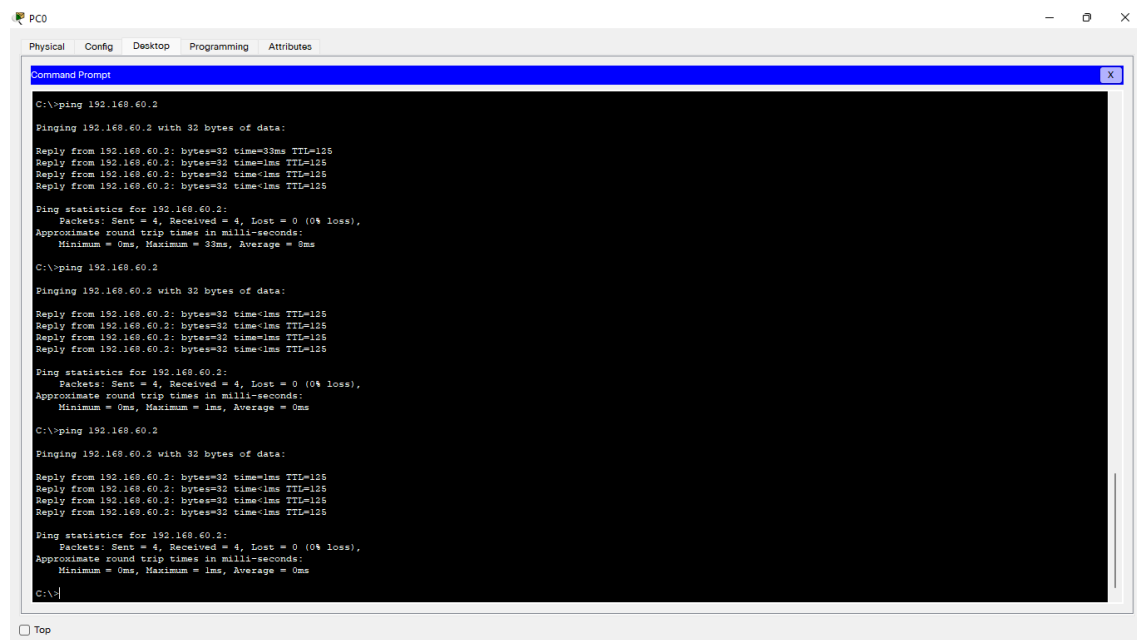 PC0
Physical Config Desktop Programming Attributes
Command Prompt
X
C:\>ping 192.168.60.2
Pinging 192.168.60.2 with 32 bytes of data:
Reply from 192.168.60.2: bytes=32 time=33ms TTL=125
Reply from 192.168.60.2: bytes=32 time=1ms TTL=125
Reply from 192.168.60.2: bytes=32 time<1ms TTL=125
Reply from 192.168.60.2: bytes=32 time<1ms TTL=125
Ping statistics for 192.168.60.2:
Packets: Sent = 4, Received = 4, Lost = 0 (0% loss),
Approximate round trip times in milli-seconds:
Minimum = 0ms, Maximum = 33ms, Average = 8ms
C:\>ping 192.168.60.2
Pinging 192.168.60.2 with 32 bytes of data:
Reply from 192.168.60.2: bytes=32 time<1ms TTL=125
Reply from 192.168.60.2: bytes=32 time<1ms TTL=125
Reply from 192.168.60.2: bytes=32 time=1ms TTL=125
Reply from 192.168.60.2: bytes=32 time<1ms TTL=125
Ping statistics for 192.168.60.2:
Packets: Sent = 4, Received = 4, Lost = 0 (0% loss),
Approximate round trip times in milli-seconds:
Minimum = 0ms, Maximum = 1ms, Average = 0ms
C:\>ping 192.168.60.2
Pinging 192.168.60.2 with 32 bytes of data:
Reply from 192.168.60.2: bytes=32 time=1ms TTL=125
Reply from 192.168.60.2: bytes=32 time<1ms TTL=125
Reply from 192.168.60.2: bytes=32 time<1ms TTL=125
Reply from 192.168.60.2: bytes=32 time<1ms TTL=125
Ping statistics for 192.168.60.2:
Packets: Sent = 4, Received = 4, Lost = 0 (0% loss),
Approximate round trip times in milli-seconds:
Minimum = 0ms, Maximum = 1ms, Average = 0ms
C:\>
Top